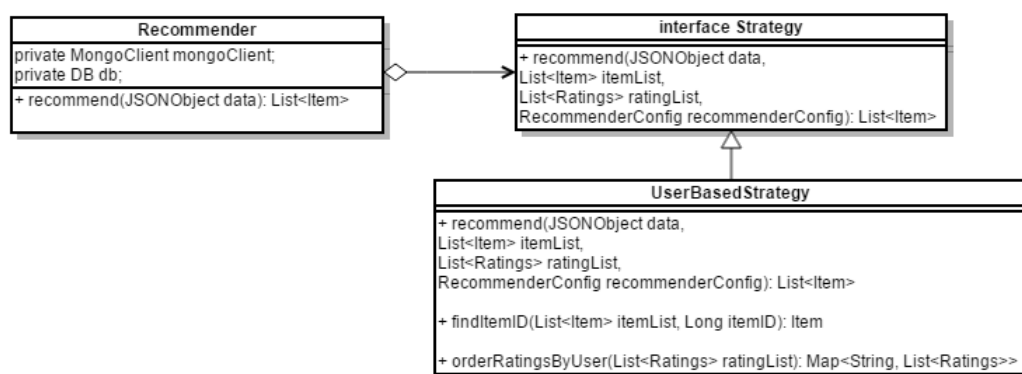 Recommender
private MongoClient mongoClient;
private DB db;
+ recommend(JSONObject data): List<Item>
interface Strategy
+ recommend(JSONObject data,
List<Item> itemList,
List<Ratings> ratingList,
RecommenderConfig recommenderConfig): List<Item>
UserBasedStrategy
+ recommend(JSONObject data,
List<Item> itemList,
List<Ratings> ratingList,
RecommenderConfig recommenderConfig): List<Item>
+ findItemID(List<Item> itemList, Long itemID): Item
+ orderRatingsByUser(List<Ratings> ratingList): Map<String, List<Ratings>>